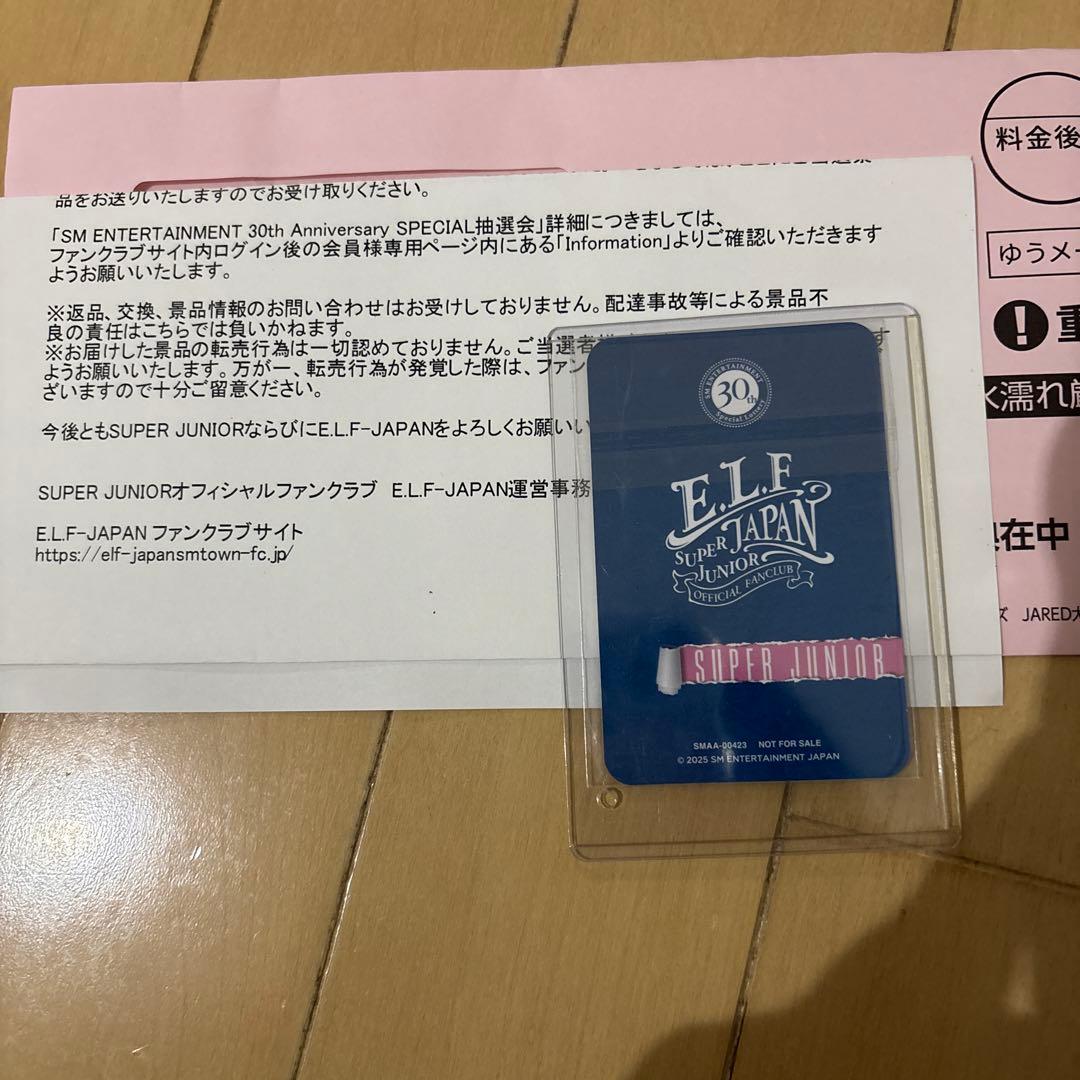 料金後
品をお送りいたしますのでお受け取りください。
「SM ENTERTAINMENT 30th Anniversary SPECIAL抽選会」詳細につきましては、
ファンクラブサイト内ログイン後の会員様専用ページ内にある「Information」よりご確認いただきます
ようお願いいたします。
※返品、交換、景品情報のお問い合わせはお受けしておりません。配達事故等による景品不
良の責任はこちらでは負いかねます。
※お届けした景品の転売行為は一切認めておりません。ご当選者
ようお願いいたします。万が一、転売行為が発覚した際は、ファン
ざいますので十分ご留意ください。
今後ともSUPER JUNIORならびにE.L.F-JAPANをよろしくお願いい
SUPER JUNIORオフィシャルファンクラブ E.L.F-JAPAN運営事務
E.L.F-JAPAN ファンクラブサイト
https://elf-japansmtown-fc.jp/
ゆうメー
重
水濡れ厳
在中
ズ JARED大
SM ENTERTAINMENT
30th
Special Lottery
E.L.F
JAPAN
SUPER
JUNIOR
OFFICIAL FANCLUB
SUPER JUNIOR
SMAA-00423 NOT FOR SALE
© 2025 SM ENTERTAINMENT JAPAN